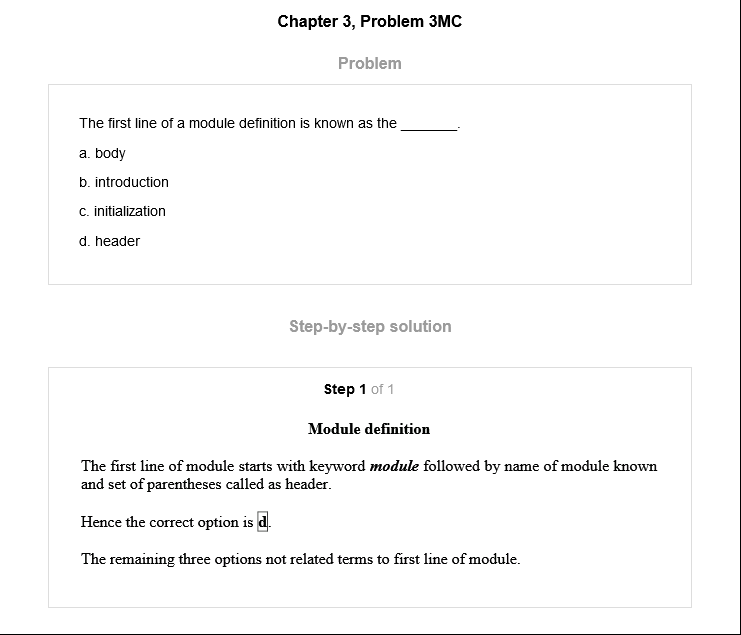 Chapter 3, Problem 3MC
Problem
The first line of a module definition is known as the _______.
a. body
b. introduction
c. initialization
d. header
Step-by-step solution
Step 1 of 1
Module definition
The first line of module starts with keyword module followed by name of module known
and set of parentheses called as header.
Hence the correct option is d.
The remaining three options not related terms to first line of module.